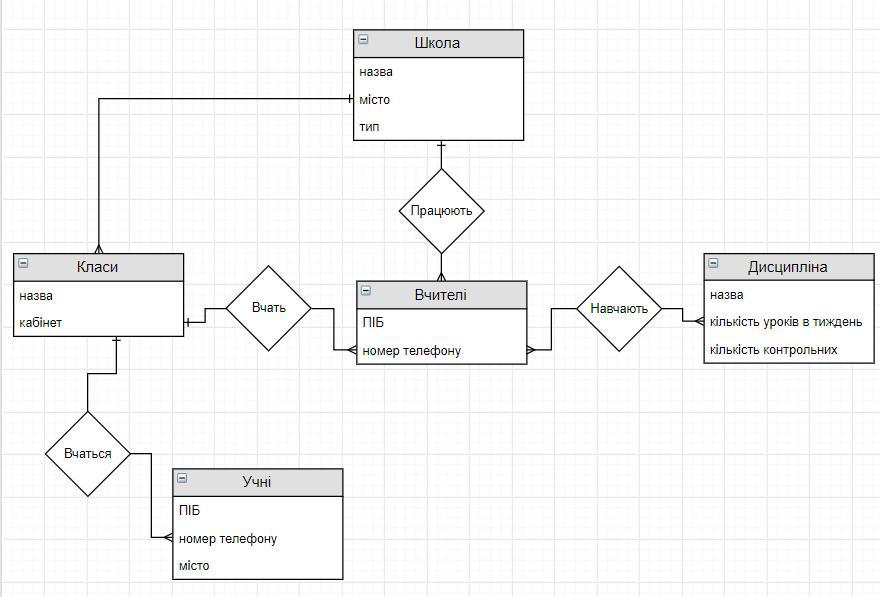 Школа
назва
місто
тип
Працюють
Класи
назва
кабінет
Вчать
Вчителі
ПІБ
номер телефону
Навчають
Дисципліна
назва
кількість уроків в тиждень
кількість контрольних
Вчаться
Учні
ПІБ
номер телефону
місто